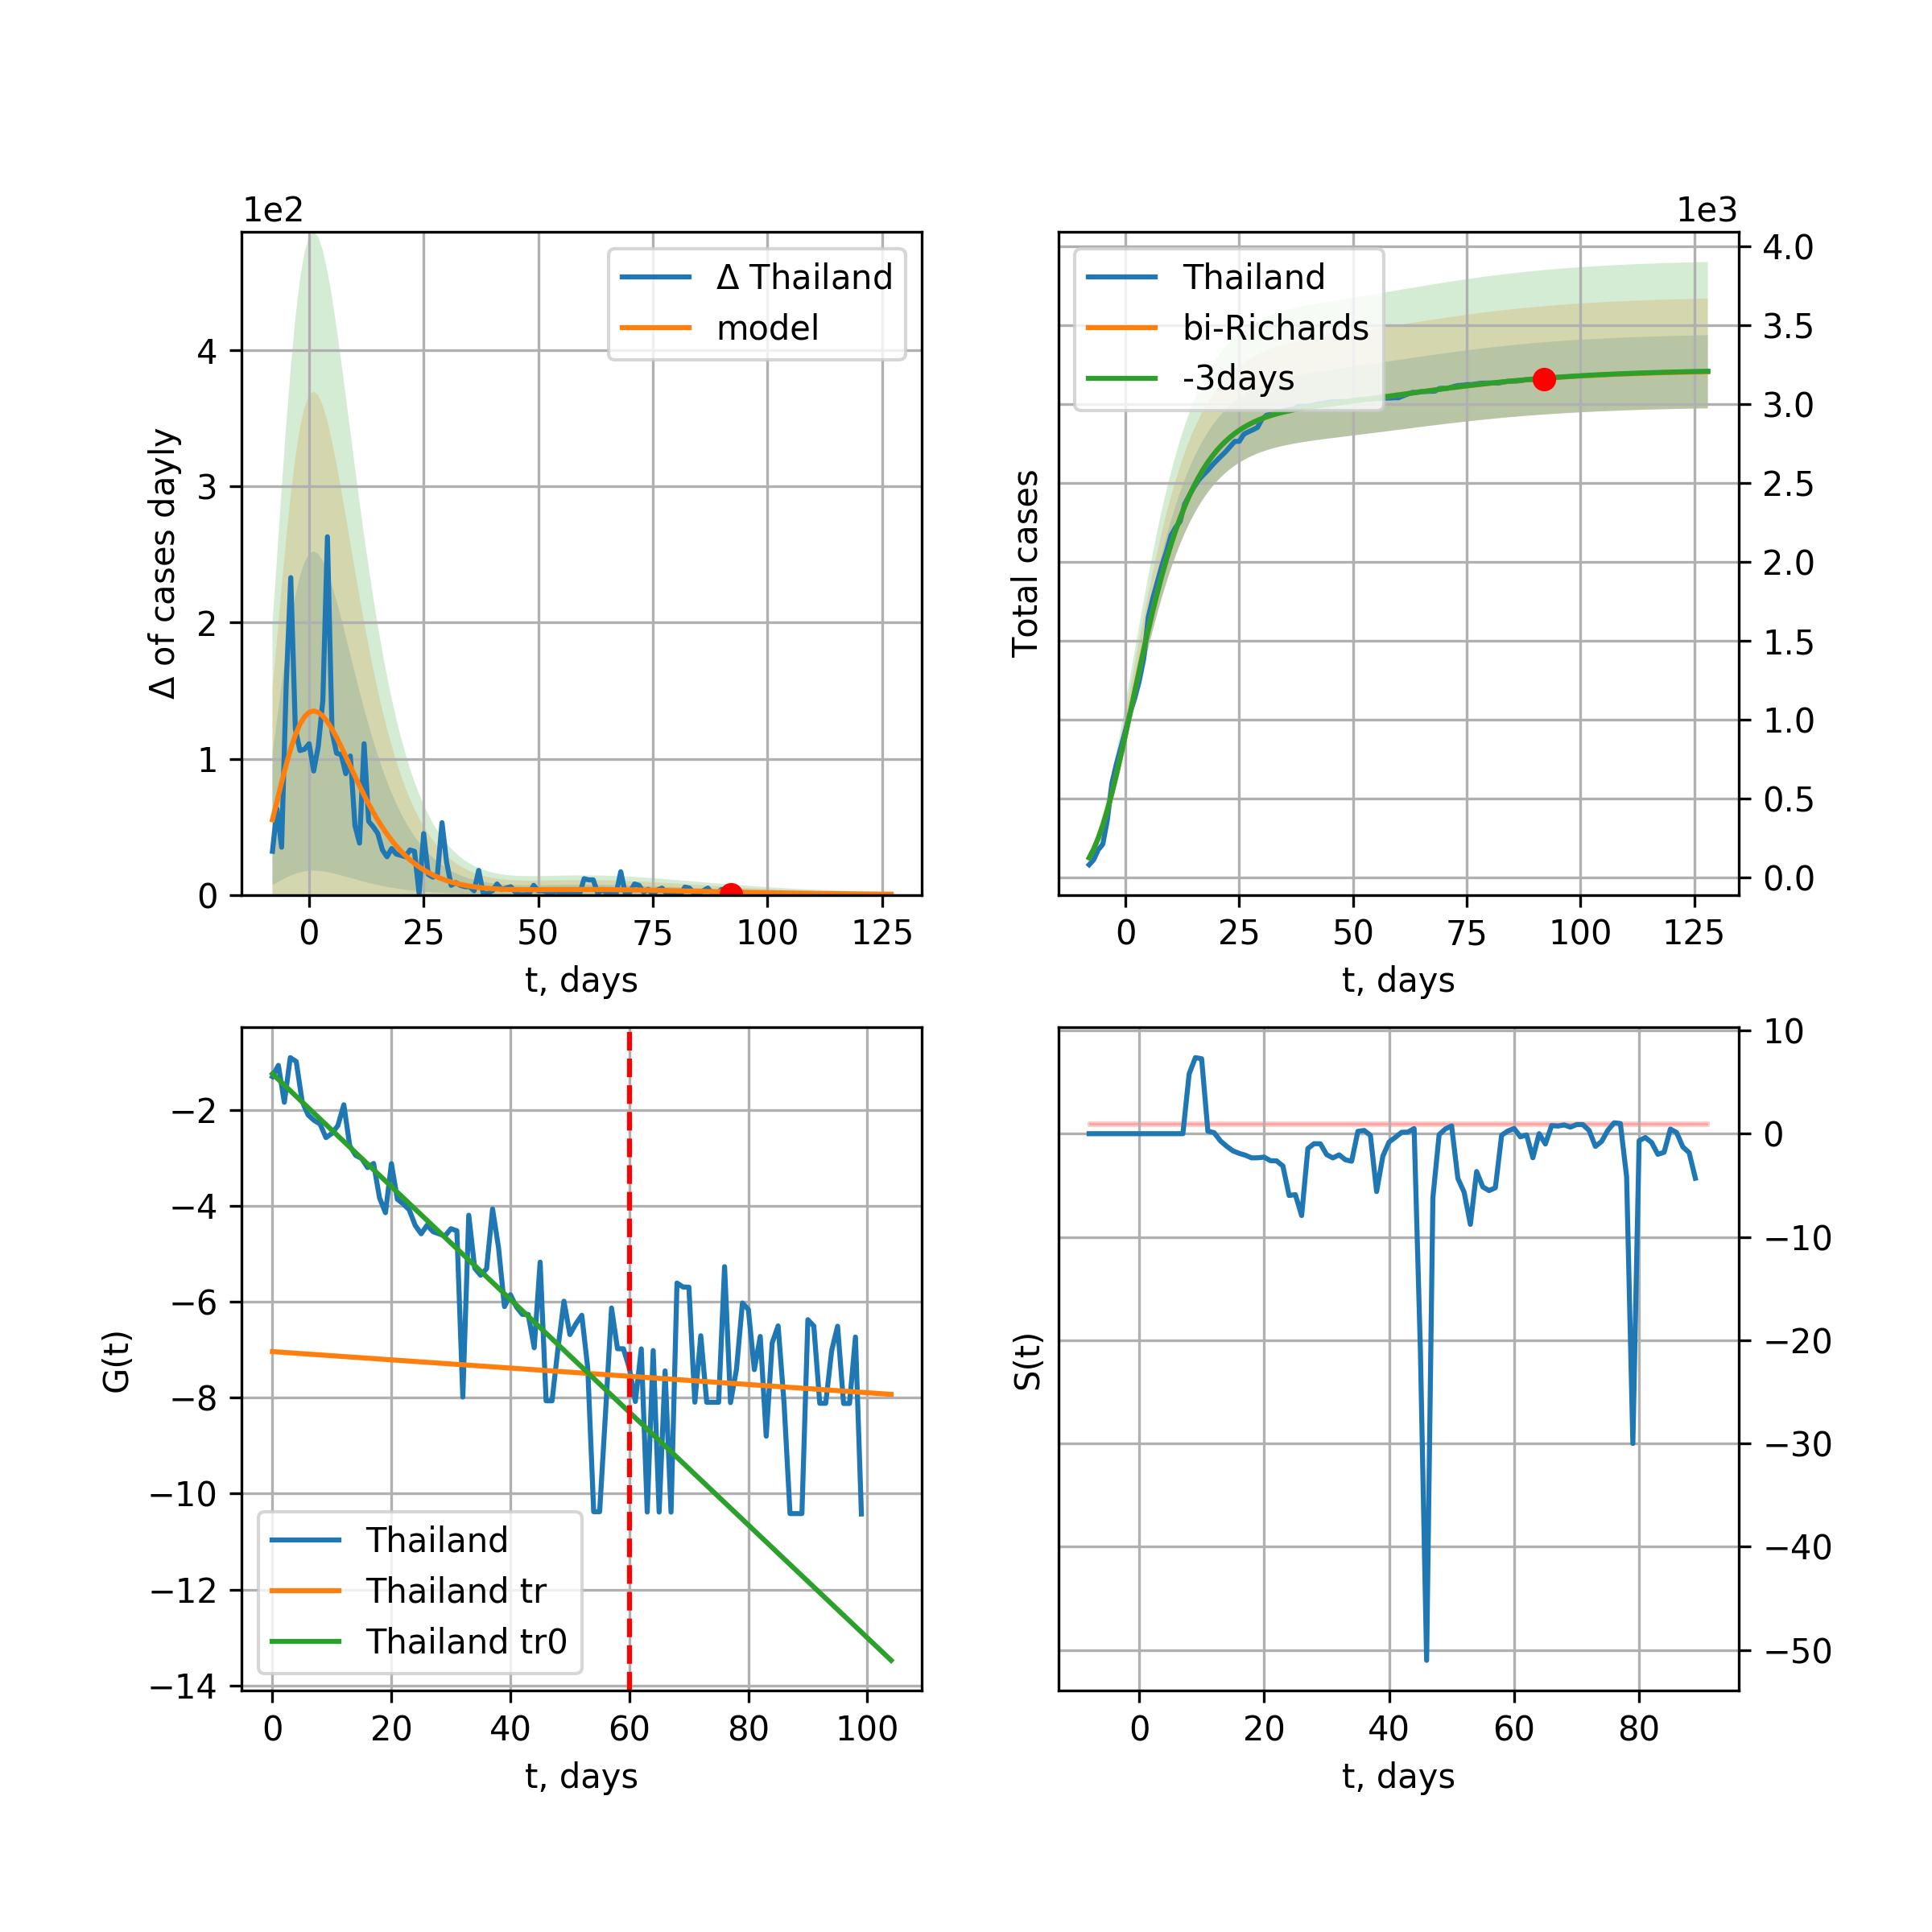 1e2
Δ Thailand
model
4
3
2
1
0
Δ of cases dayly
0 25 50 75 100 125
t, days
1e3
Thailand
bi-Richards
-3days
4.0
3.5
3.0
2.5
2.0
1.5
1.0
0.5
0.0
Total cases
0 25 50 75 100 125
t, days
−2
−4
−6
−8
−10
−12
−14
G(t)
Thailand
Thailand tr
Thailand tr0
0 20 40 60 80 100
t, days
10
0
−10
−20
−30
−40
−50
S(t)
0 20 40 60 80
t, days